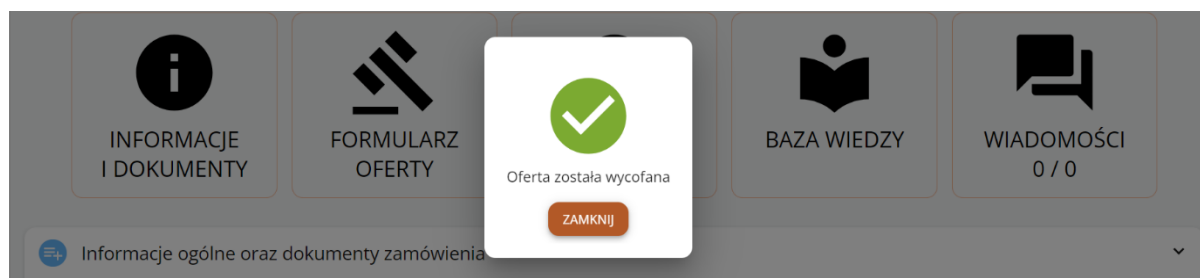 INFORMACJE
I DOKUMENTY
FORMULARZ
OFERTY
Oferta została wycofana
ZAMKNIJ
BAZA WIEDZY
WIADOMOŚCI
0 / 0
Informacje ogólne oraz dokumenty zamówienia